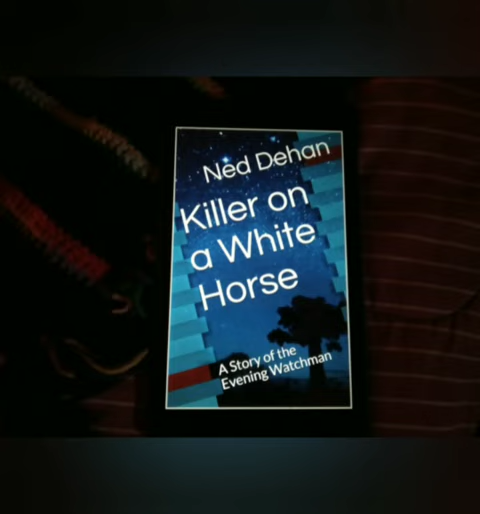 Ned Dehan
Killer on
a White
Horse
A Story of the
Evening Watchman